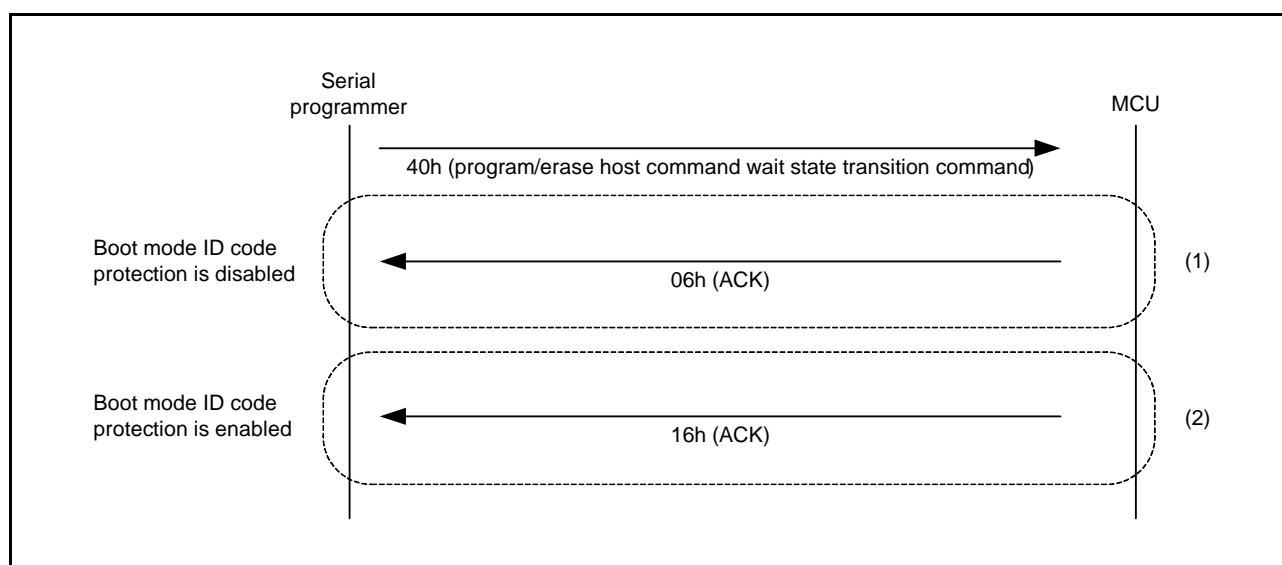 Serial
programmer
MCU
40h (program/erase host command wait state transition command)
Boot mode ID code
protection is disabled
06h (ACK)
(1)
Boot mode ID code
protection is enabled
16h (ACK)
(2)